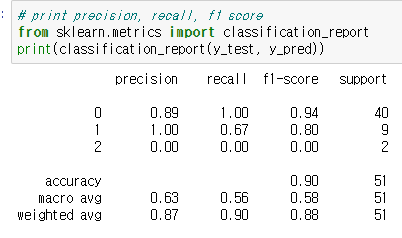 # print precision, recall, f1 score
from sklearn.metrics import classification_report
print(classification_report(y_test, y_pred))
precision recall f1-score support
0 0.89 1.00 0.94 40
1 1.00 0.67 0.80 9
2 0.00 0.00 0.00 2
accuracy 0.90 51
macro avg 0.63 0.56 0.58 51
weighted avg 0.87 0.90 0.88 51